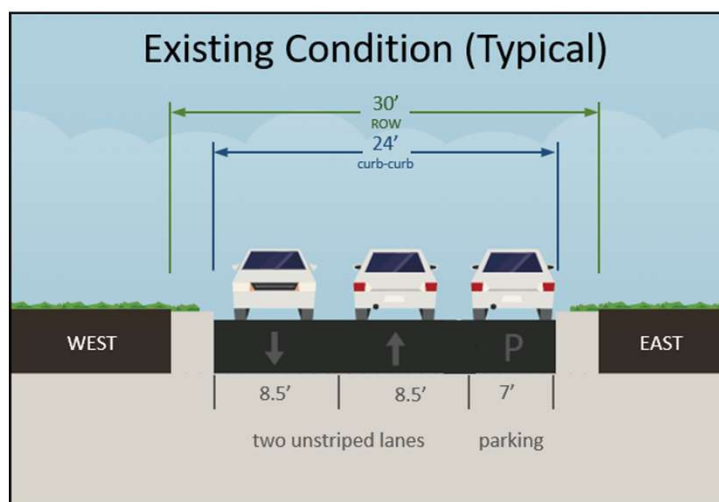 Existing Condition (Typical)
30’
ROW
24’
curb-curb
WEST
EAST
P
8.5’ 8.5’ 7’
two unstriped lanes parking